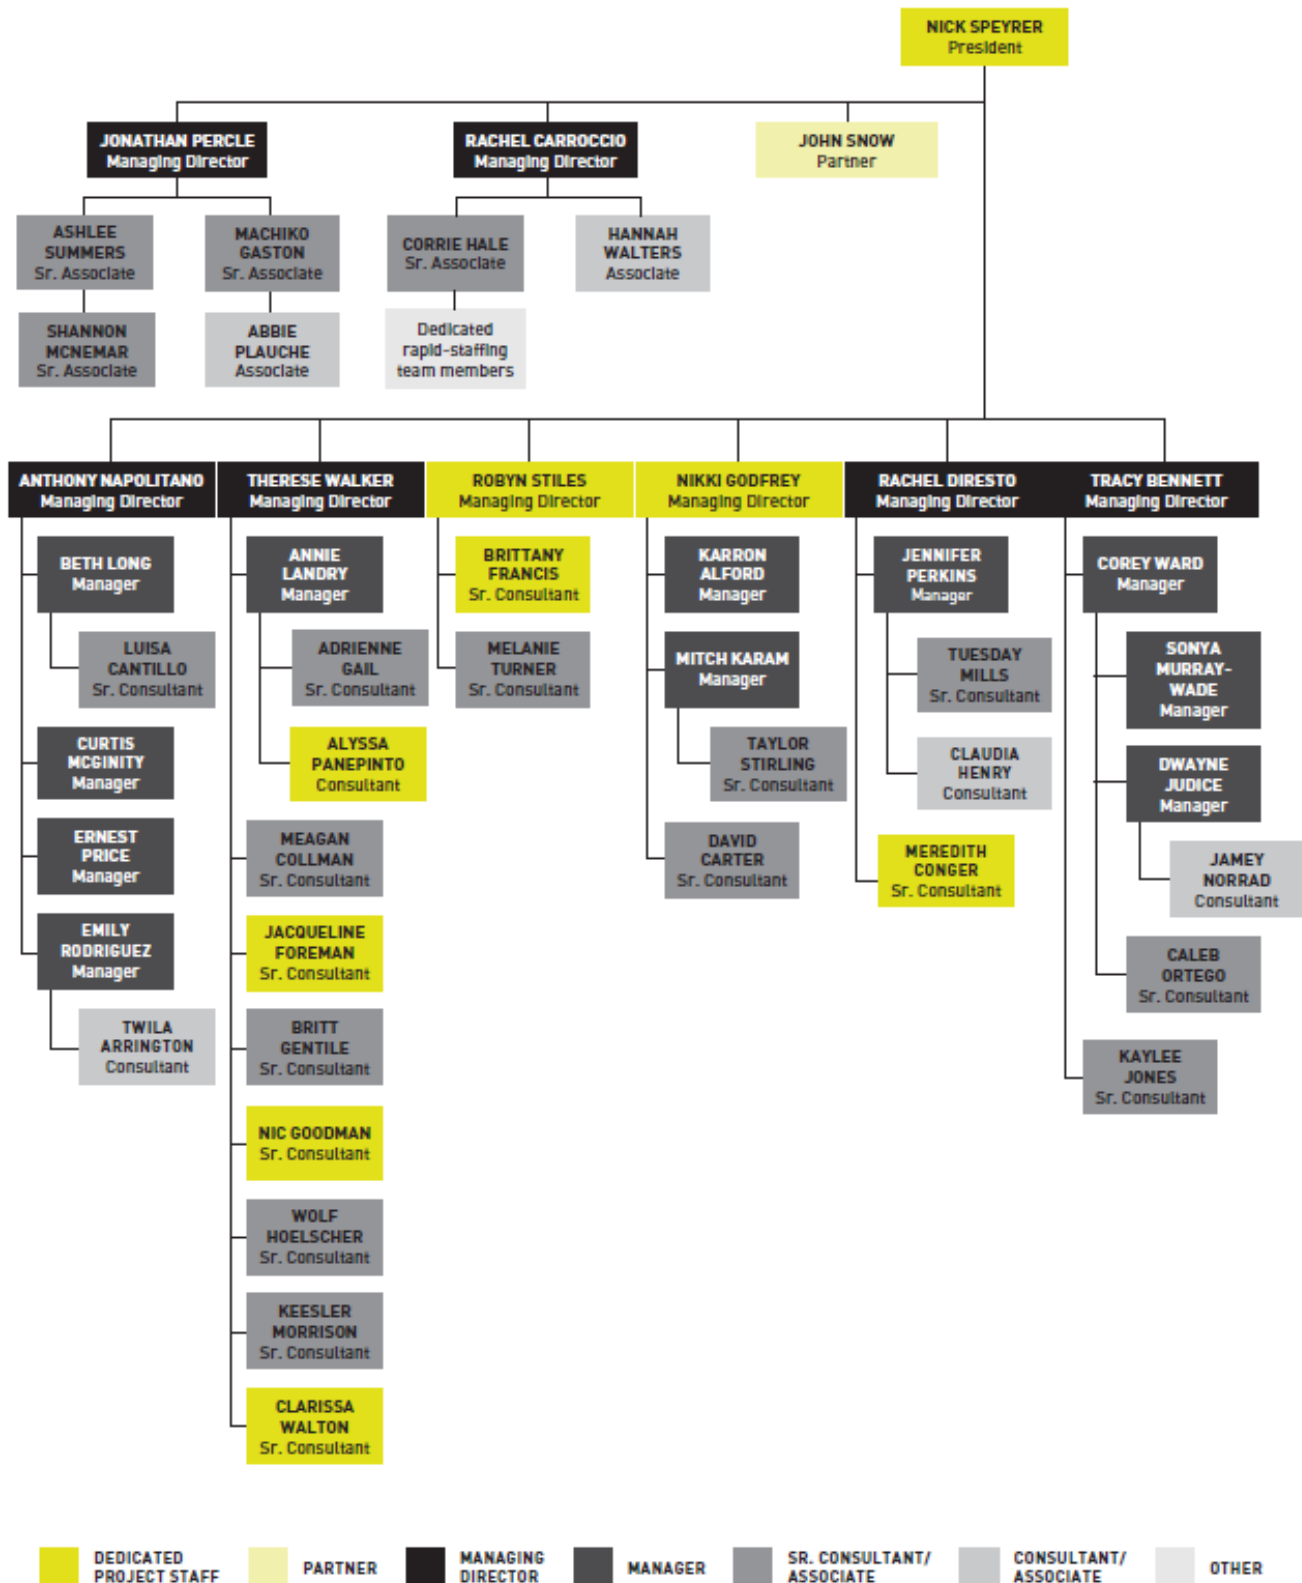 NICK SPEYRER
President
JONATHAN PERCLE
Managing Director
RACHEL CARROCCIO
Managing Director
JOHN SNOW
Partner
ASHLEE
SUMMERS
Sr. Associate
MACHIKO
GASTON
Sr. Associate
CORRIE HALE
Sr. Associate
HANNAH
WALTERS
Associate
SHANNON
MCNEMAR
Sr. Associate
ABBIE
PLAUCHE
Associate
Dedicated
rapid-staffing
team members
ANTHONY NAPOLITANO
Managing Director
THERESE WALKER
Managing Director
ROBYN STILES
Managing Director
NIKKI GODFREY
Managing Director
RACHEL DIRESTO
Managing Director
TRACY BENNETT
Managing Director
BETH LONG
Manager
LUISA
CANTILLO
Sr. Consultant
CURTIS
MCGINITY
Manager
ERNEST
PRICE
Manager
EMILY
RODRIGUEZ
Manager
TWILA
ARRINGTON
Consultant
ANNIE
LANDRY
Manager
ADRIENNE
GAIL
Sr. Consultant
ALYSSA
PANEPINTO
Consultant
MEAGAN
COLLMAN
Sr. Consultant
JACQUELINE
FOREMAN
Sr. Consultant
BRITT
GENTILE
Sr. Consultant
NIC GOODMAN
Sr. Consultant
WOLF
HOELSCHER
Sr. Consultant
KEESLER
MORRISON
Sr. Consultant
CLARISSA
WALTON
Sr. Consultant
BRITTANY
FRANCIS
Sr. Consultant
MELANIE
TURNER
Sr. Consultant
KARRON
ALFORD
Manager
MITCH KARAM
Manager
TAYLOR
STIRLING
Sr. Consultant
DAVID
CARTER
Sr. Consultant
JENNIFER
PERKINS
Manager
TUESDAY
MILLS
Sr. Consultant
CLAUDIA
HENRY
Consultant
MEREDITH
CONGER
Sr. Consultant
COREY WARD
Manager
SONYA
MURRAY-
WADE
Manager
DWAYNE
JUDICE
Manager
JAMEY
NORRAD
Consultant
CALEB
ORTEGO
Sr. Consultant
KAYLEE
JONES
Sr. Consultant
DEDICATED
PROJECT STAFF
PARTNER
MANAGING
DIRECTOR
MANAGER
SR. CONSULTANT/
ASSOCIATE
CONSULTANT/
ASSOCIATE
OTHER